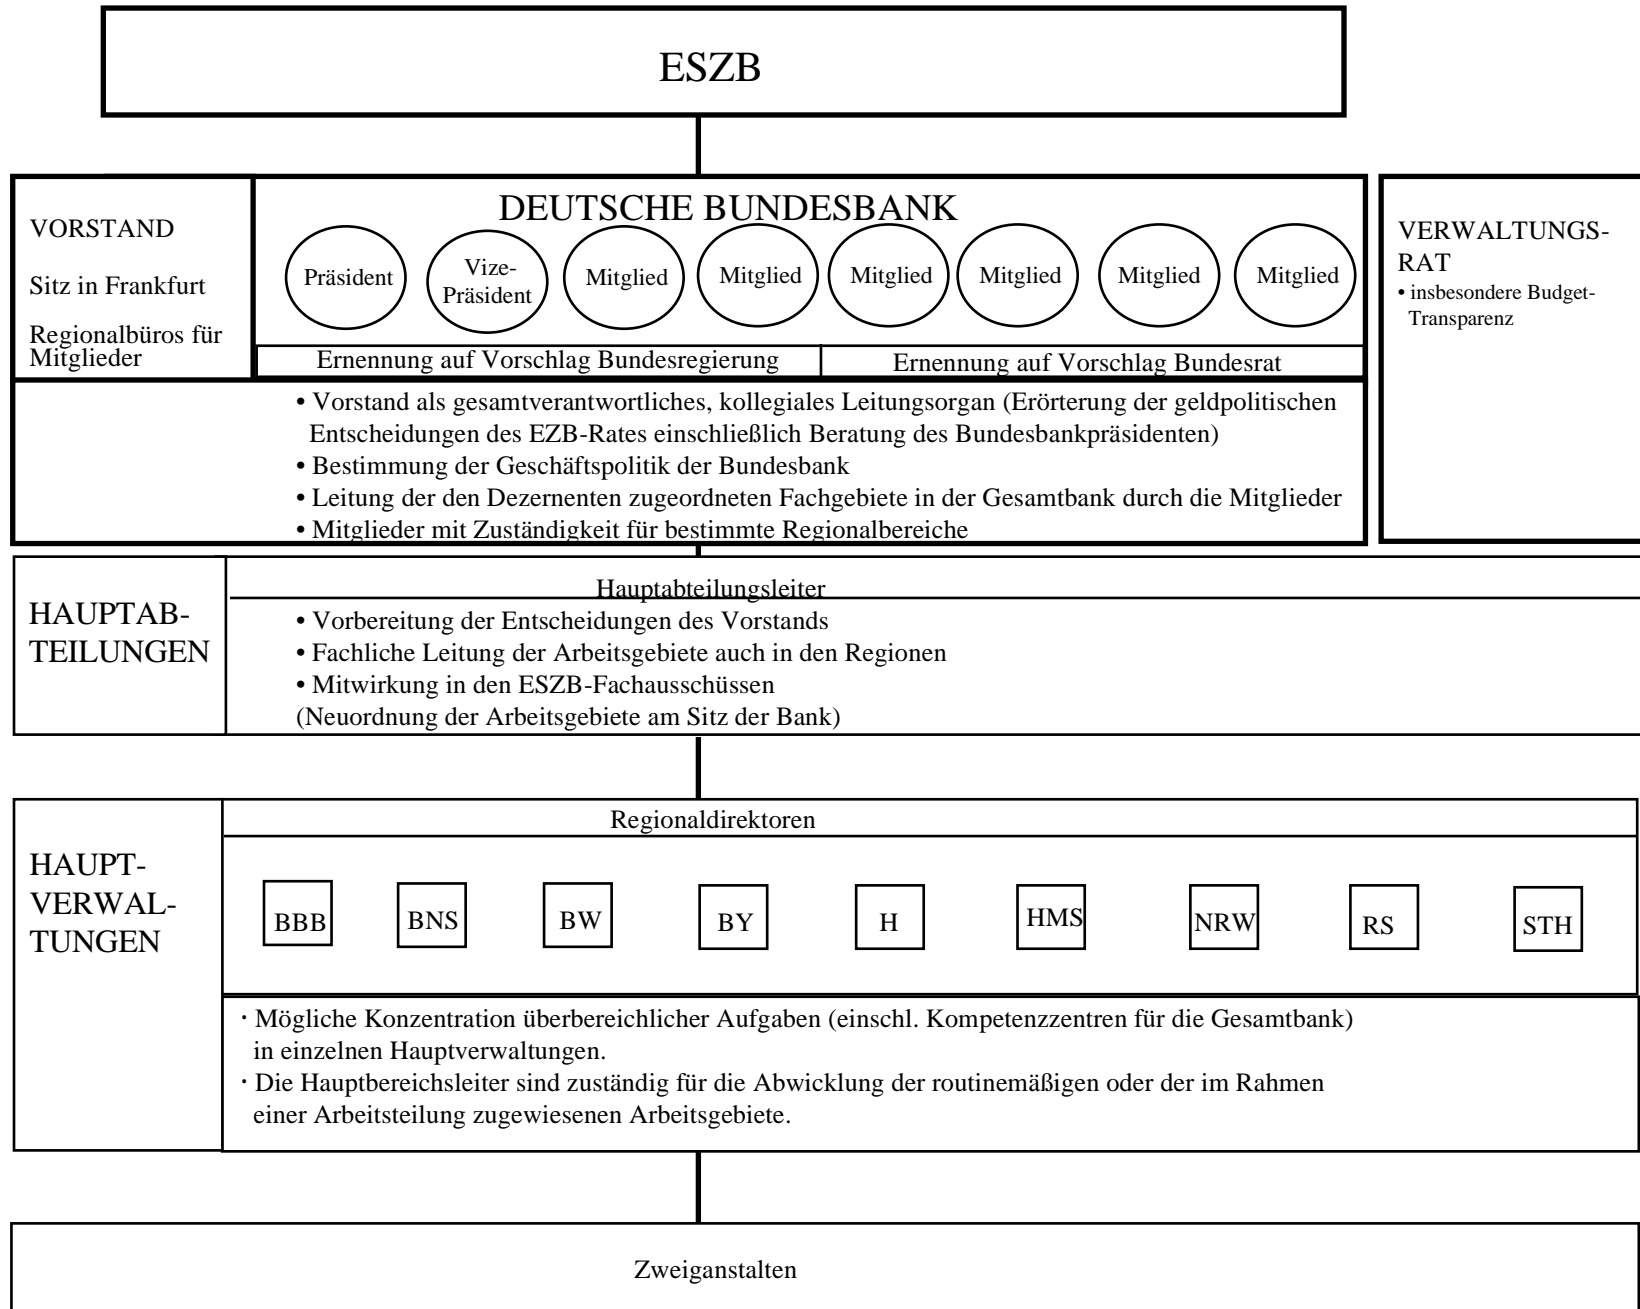 ESZB
VORSTAND
Sitz in Frankfurt
Regionalbüros für
Mitglieder
DEUTSCHE BUNDESBANK
Präsident
Vize-
Präsident
Mitglied
Mitglied
Mitglied
Mitglied
Mitglied
Mitglied
Ernennung auf Vorschlag Bundesregierung
Ernennung auf Vorschlag Bundesrat
VERWALTUNGS-
RAT
• insbesondere Budget-
Transparenz
• Vorstand als gesamtverantwortliches, kollegiales Leitungsorgan (Erörterung der geldpolitischen
Entscheidungen des EZB-Rates einschließlich Beratung des Bundesbankpräsidenten)
• Bestimmung der Geschäftspolitik der Bundesbank
• Leitung der den Dezernenten zugeordneten Fachgebiete in der Gesamtbank durch die Mitglieder
• Mitglieder mit Zuständigkeit für bestimmte Regionalbereiche
HAUPTAB-
TEILUNGEN
Hauptabteilungsleiter
• Vorbereitung der Entscheidungen des Vorstands
• Fachliche Leitung der Arbeitsgebiete auch in den Regionen
• Mitwirkung in den ESZB-Fachausschüssen
(Neuordnung der Arbeitsgebiete am Sitz der Bank)
HAUPT-
VERWAL-
TUNGEN
Regionaldirektoren
BBB
BNS
BW
BY
H
HMS
NRW
RS
STH
· Mögliche Konzentration überbereichlicher Aufgaben (einschl. Kompetenzzentren für die Gesamtbank)
in einzelnen Hauptverwaltungen.
· Die Hauptbereichsleiter sind zuständig für die Abwicklung der routinemäßigen oder der im Rahmen
einer Arbeitsteilung zugewiesenen Arbeitsgebiete.
Zweiganstalten